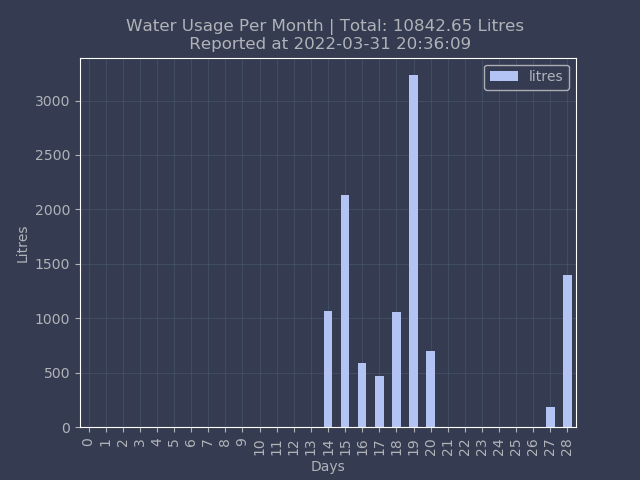 Water Usage Per Month | Total: 10842.65 Litres
Reported at 2022-03-31 20:36:09
litres
3000
2500
2000
1500
1000
500
0
Litres
0 1 2 3 4 5 6 7 8 9 10 11 12 13 14 15 16 17 18 19 20 21 22 23 24 25 26 27 28
Days